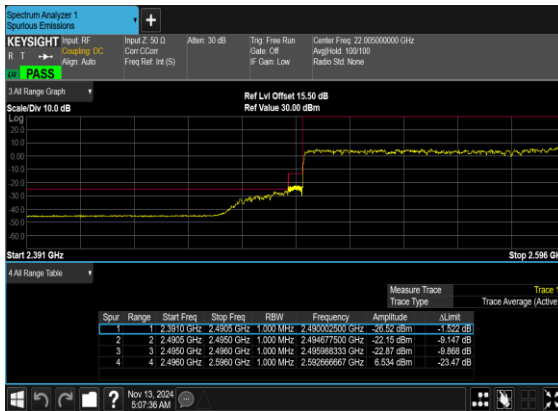 Spectrum Analyzer 1
Spurious Emissions
KEYSIGHT Input: RF Input Z: 50 Ω Atten: 30 dB Trig: Free Run Center Freq: 22.005000000 GHz
R T Coupling: DC Corr CCorr Gate: Off Avg|Hold: 100/100
Align: Auto Freq Ref: Int (S) IF Gain: Low Radio Std: None
PASS
3 All Range Graph
Ref Lvl Offset 15.50 dB
Scale/Div 10.0 dB Ref Value 30.00 dBm
Log
20.0
10.0
0.00
-10.0
-20.0
-30.0
-40.0
-50.0
-60.0
Start 2.391 GHz Stop 2.596 GH
4 All Range Table
Measure Trace Trace 1
Trace Type Trace Average (Active
Spur Range Start Freq Stop Freq RBW Frequency Amplitude ΔLimit
1 1 2.3910 GHz 2.4905 GHz 1.000 MHz 2.490002500 GHz -26.52 dBm -1.522 dB
2 2 2.4905 GHz 2.4950 GHz 1.000 MHz 2.494677500 GHz -22.15 dBm -9.147 dB
3 3 2.4950 GHz 2.4960 GHz 1.000 MHz 2.495988333 GHz -22.87 dBm -9.868 dB
4 4 2.4960 GHz 2.5960 GHz 1.000 MHz 2.592666667 GHz 6.534 dBm -23.47 dB
Nov 13, 2024
5:07:36 AM